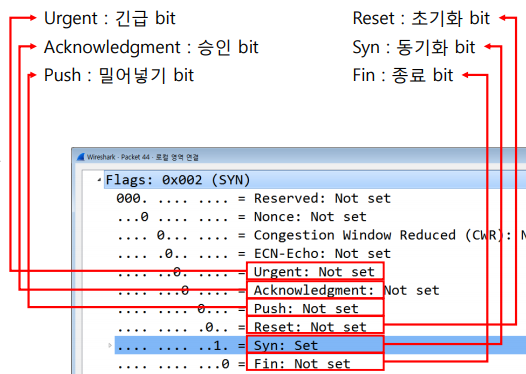 Urgent : 긴급 bit
Acknowledgment : 승인 bit
Push : 밀어넣기 bit
Reset : 초기화 bit
Syn : 동기화 bit
Fin : 종료 bit
Wireshark · Packet 44 · 로컬 영역 연결
Flags: 0x002 (SYN)
000. .... .... = Reserved: Not set
...0 .... .... = Nonce: Not set
.... 0... .... = Congestion Window Reduced (CWR): N
.... .0.. .... = ECN-Echo: Not set
.... ..0. .... = Urgent: Not set
.... ...0 .... = Acknowledgment: Not set
.... .... 0... = Push: Not set
.... .... .0.. = Reset: Not set
.... .... ..1. = Syn: Set
.... .... ...0 = Fin: Not set